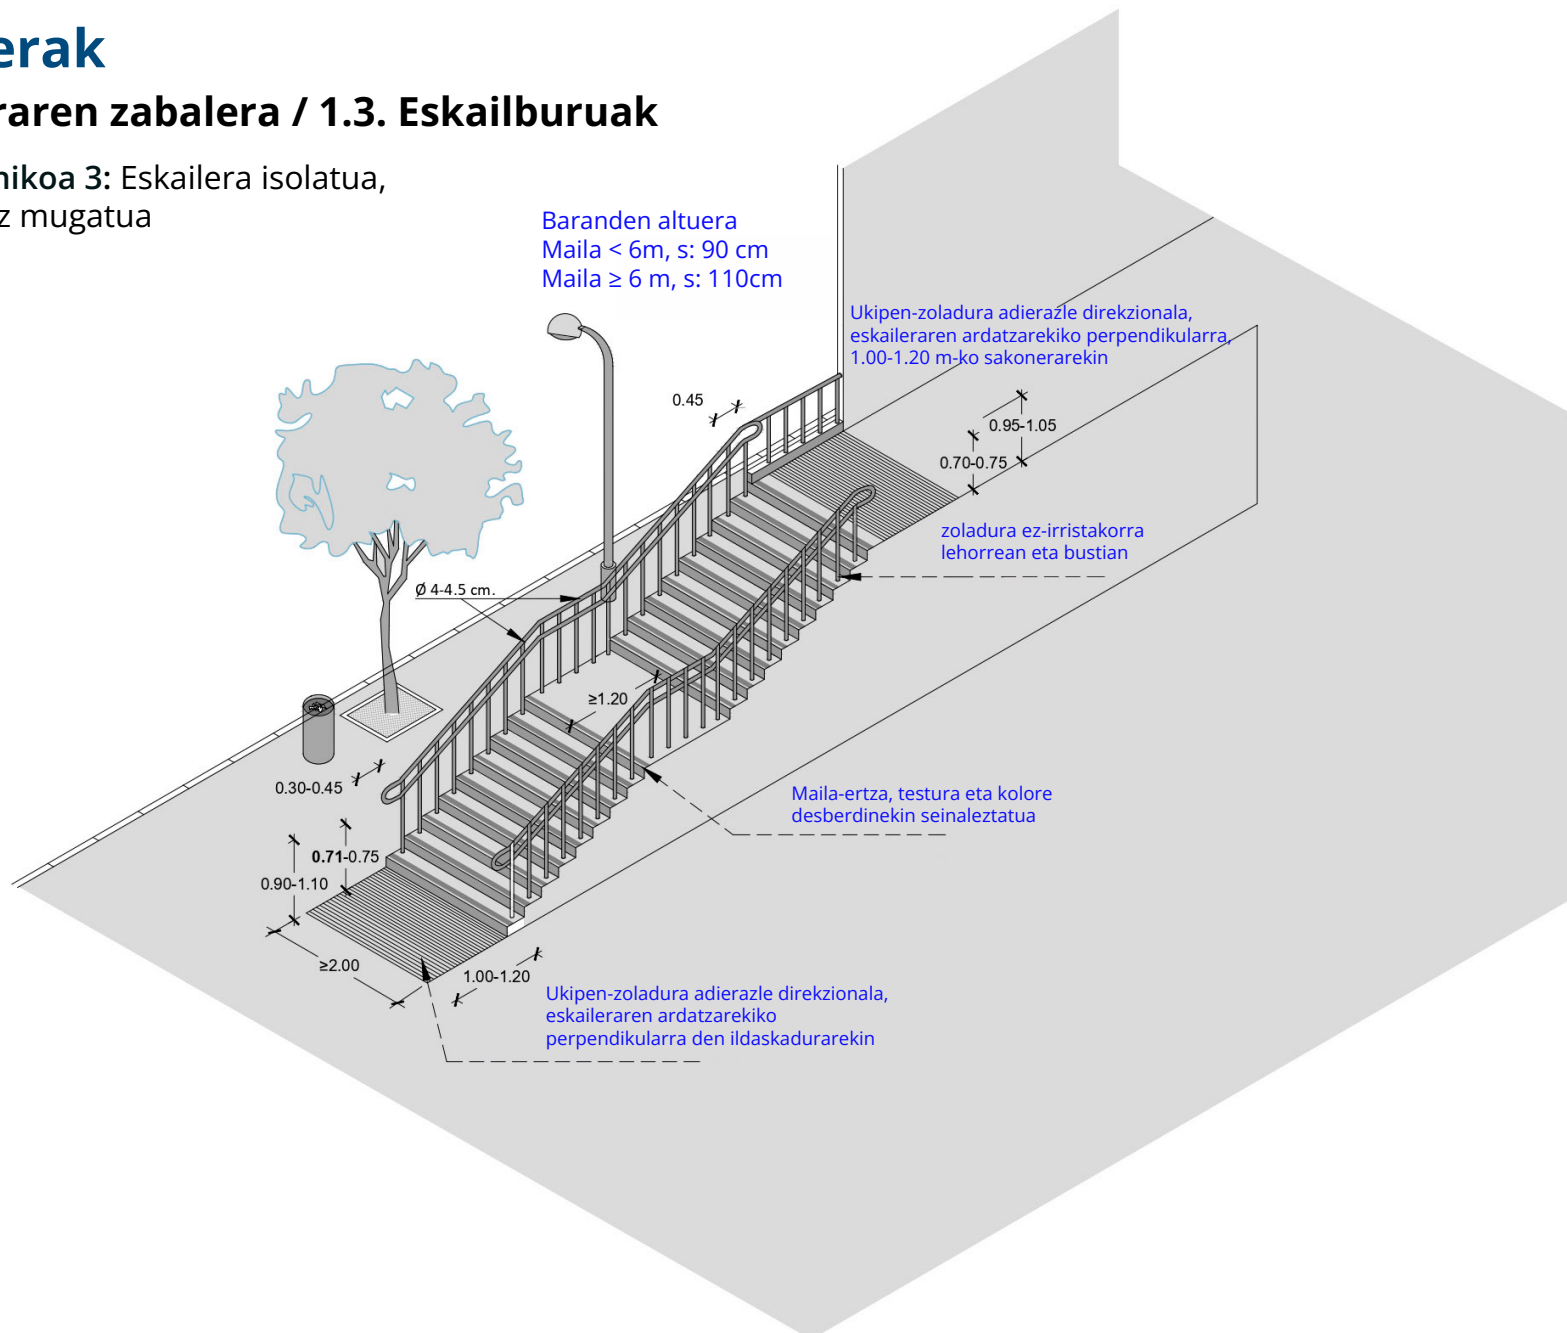 erak
raren zabalera / 1.3. Eskailburuak
nikoa 3: Eskailera isolatua,
z mugatua
Baranden altuera
Maila < 6m, s: 90 cm
Maila ≥ 6 m, s: 110cm
Ukipen-zoladura adierazle direkzionala,
eskaileraren ardatzarekiko perpendikularra,
1.00-1.20 m-ko sakonerarekin
0.45
0.95-1.05
0.70-0.75
zoladura ez-irristakorra
lehorrean eta bustian
Ø 4-4.5 cm.
≥1.20
0.30-0.45
Maila-ertza, testura eta kolore
desberdinekin seinaleztatua
0.71-0.75
0.90-1.10
≥2.00
1.00-1.20
Ukipen-zoladura adierazle direkzionala,
eskaileraren ardatzarekiko
perpendikularra den ildaskadurarekin